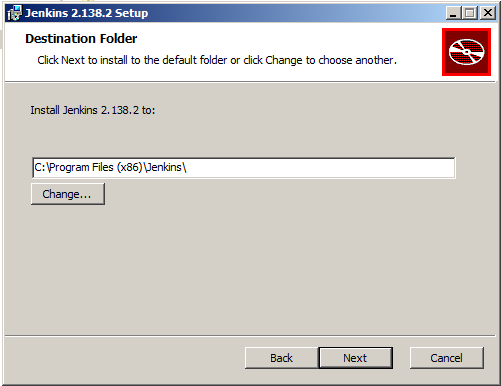 Jenkins 2.138.2 Setup
Destination Folder
Click Next to install to the default folder or click Change to choose another.
Install Jenkins 2.138.2 to:
C:\Program Files (x86)\Jenkins\
Change...
Back
Next
Cancel